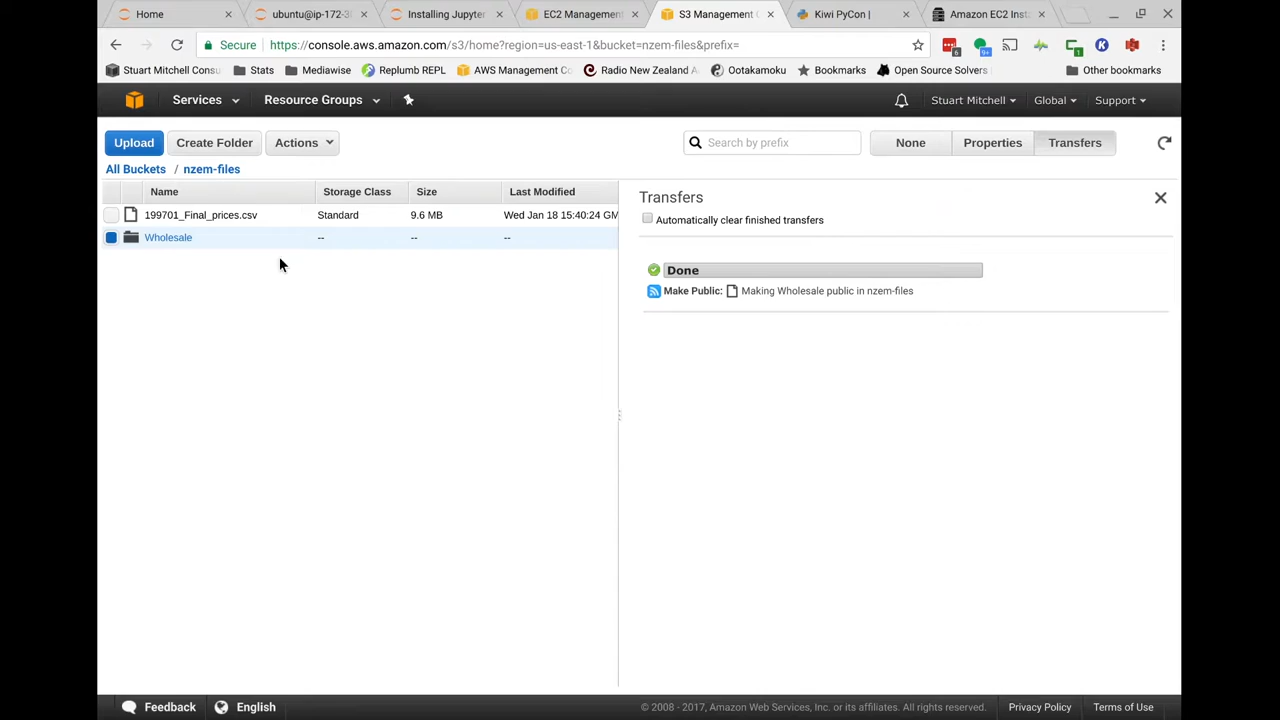 Home
ubuntu@ip-172-3
Installing Jupyter
EC2 Management
S3 Management
Kiwi PyCon |
Amazon EC2 Inst
Secure
https://console.aws.amazon.com/s3/home?region=us-east-1&bucket=nzem-files&prefix=
6
9+
1
Stuart Mitchell Consu
Stats
Mediawise
Replumb REPL
AWS Management Co
Radio New Zealand A
Ootakamoku
Bookmarks
Open Source Solvers
Other bookmarks
Services
Resource Groups
Stuart Mitchell
Global
Support
Upload
Create Folder
Actions
Search by prefix
None
Properties
Transfers
All Buckets / nzem-files
Name
Storage Class
Size
Last Modified
199701_Final_prices.csv
Standard
9.6 MB
Wed Jan 18 15:40:24 GM
Wholesale
--
--
--
Transfers
Automatically clear finished transfers
Done
Make Public: Making Wholesale public in nzem-files
Feedback
English
© 2008 - 2017, Amazon Web Services, Inc. or its affiliates. All rights reserved.
Privacy Policy
Terms of Use